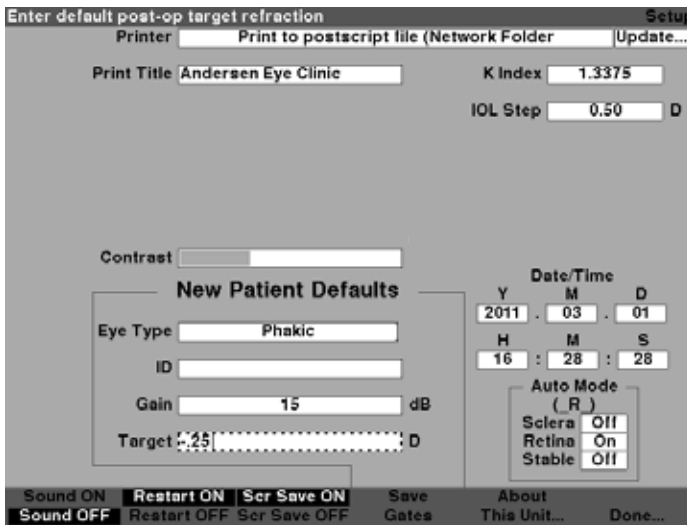 Enter default post-op target refraction Setup
Printer Print to postscript file (Network Folder Update...
Print Title Andersen Eye Clinic K Index 1.3375
IOL Step 0.50 D
Contrast
New Patient Defaults
Eye Type Phakic
ID
Gain 15 dB
Target -.25 D
Date/Time
Y M D
2011 . 03 . 01
H M S
16 : 28 : 28
Auto Mode
(_R_)
Sclera Off
Retina On
Stable Off
Sound ON Restart ON Scr Save ON Save About
Sound OFF Restart OFF Scr Save OFF Gates This Unit... Done...